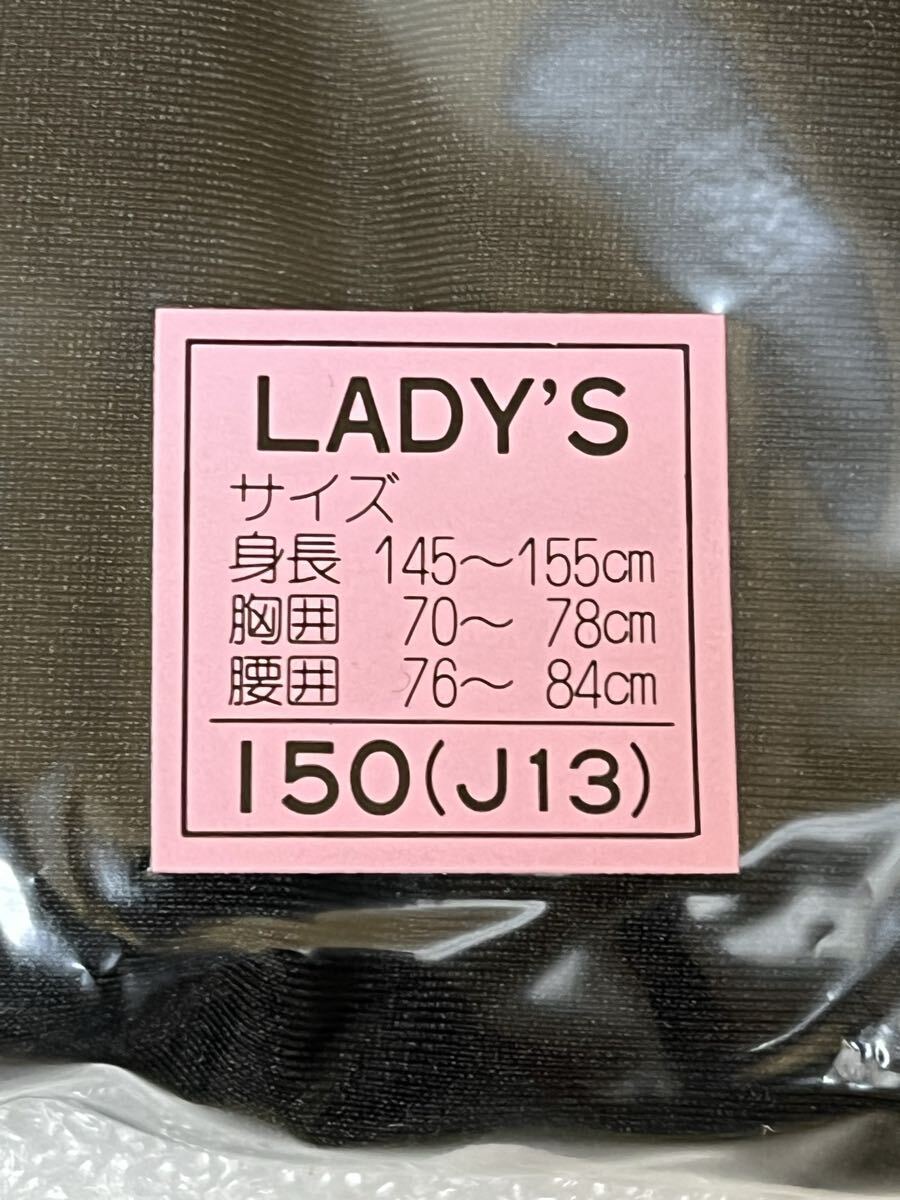 LADY'S
サイズ
身長 145～155cm
胸囲 70～ 78cm
腰囲 76～ 84cm
150(J13)